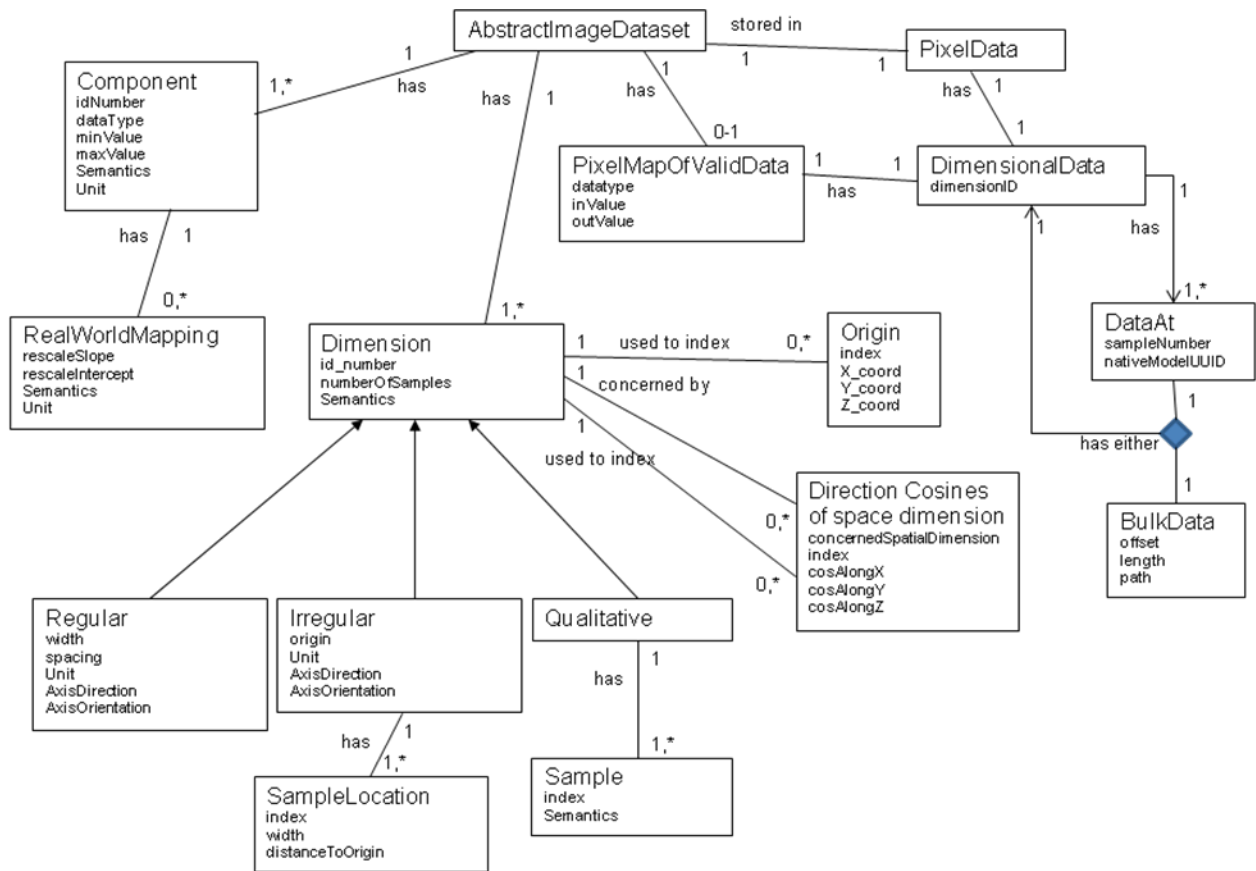 AbstractImageDataset
stored in
1
1
PixelData
1
has
1,*
Component
idNumber
dataType
minValue
maxValue
Semantics
Unit
has
1
0,*
RealWorldMapping
rescaleSlope
rescaleIntercept
Semantics
Unit
1
has
1,*
1
has
0-1
PixelMapOfValidData
datatype
inValue
outValue
1
has
1
has
1
1
DimensionalData
dimensionID
1
has
1,*
1
DataAt
sampleNumber
nativeModelUUID
1
has either
1
BulkData
offset
length
path
Dimension
id_number
numberOfSamples
Semantics
1
used to index
0,*
Origin
index
X_coord
Y_coord
Z_coord
1
concerned by
0,*
1
used to index
0,*
Direction Cosines
of space dimension
concernedSpatialDimension
index
cosAlongX
cosAlongY
cosAlongZ
Regular
width
spacing
Unit
AxisDirection
AxisOrientation
Irregular
origin
Unit
AxisDirection
AxisOrientation
has
1
1,*
SampleLocation
index
width
distanceToOrigin
Qualitative
1
has
1,*
Sample
index
Semantics